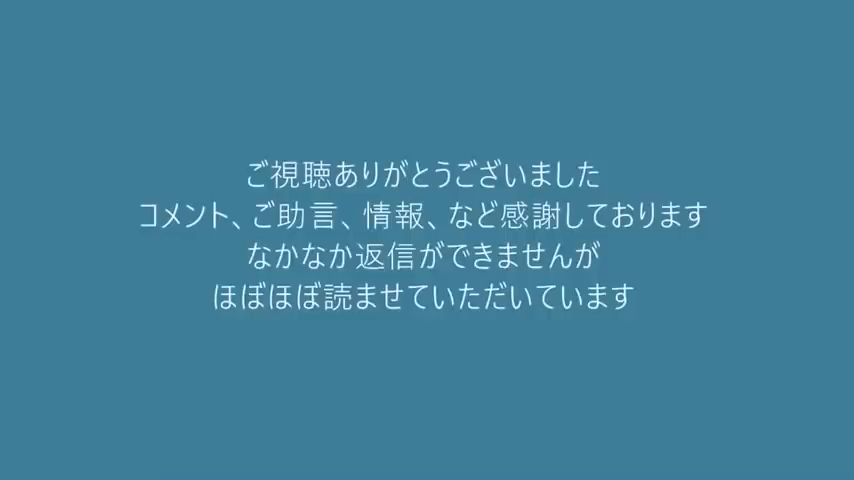 ご視聴ありがとうございました
コメント、ご助言、情報、など感謝しております
なかなか返信ができませんが
ほぼほぼ読ませていただいています